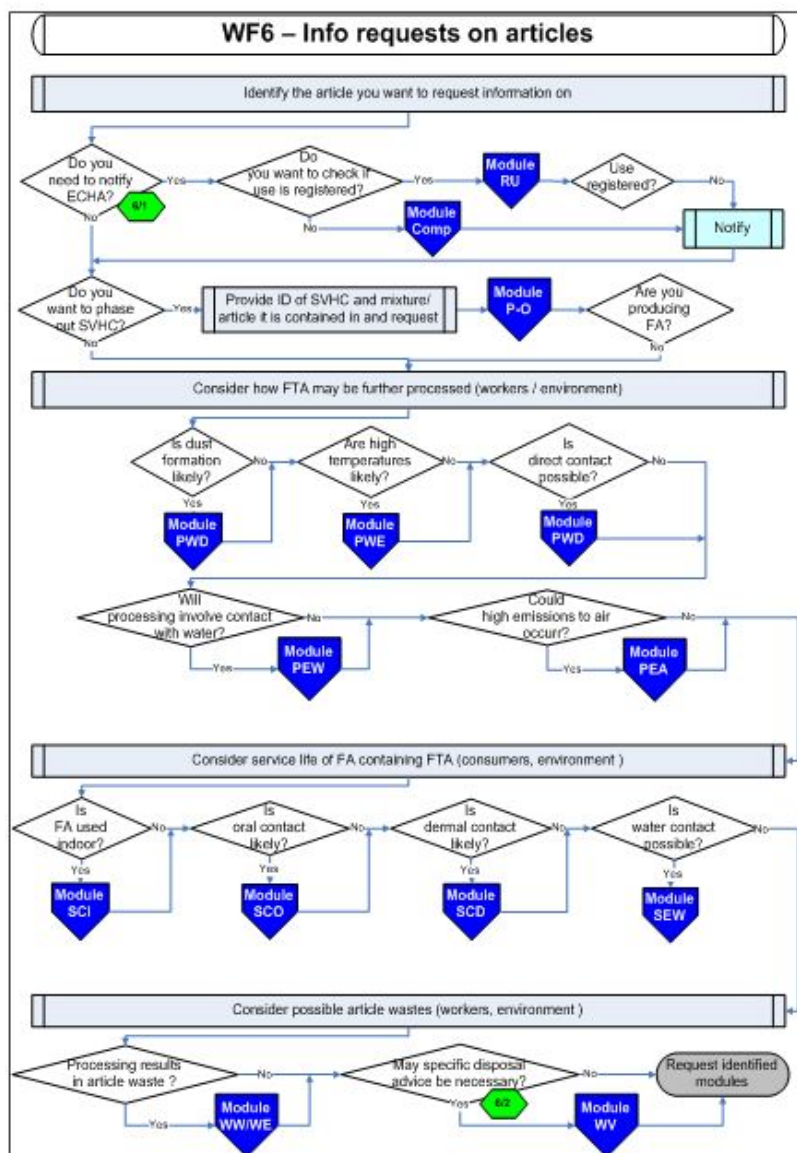 WF6 – Info requests on articles
Identify the article you want to request information on
Do you
need to notify
ECHA?
Yes
No
6/1
Do
you want to check if
use is registered?
Yes
No
Module
RU
Module
Comp
Use
registered?
No
Notify
Do you
want to phase
out SVHC?
Yes
No
Provide ID of SVHC and mixture/
article it is contained in and request
Module
P-O
Are you
producing
FA?
No
Consider how FTA may be further processed (workers / environment)
Is dust
formation
likely?
No
Yes
Module
PWD
Are high
temperatures
likely?
No
Yes
Module
PWE
Is
direct contact
possible?
No
Yes
Module
PWD
Will
processing involve contact
with water?
No
Yes
Module
PEW
Could
high emissions to air
occurr?
No
Yes
Module
PEA
Consider service life of FA containing FTA (consumers, environment )
Is
FA used
indoor?
No
Yes
Module
SCI
Is
oral contact
likely?
No
Yes
Module
SCO
Is
dermal contact
likely?
No
Yes
Module
SCD
Is
water contact
possible?
No
Yes
Module
SEW
Consider possible article wastes (workers, environment )
Processing results
in article waste ?
No
Yes
Module
WW/WE
May specific disposal
advice be necessary?
No
Yes
6/2
Module
WV
Request identified
modules